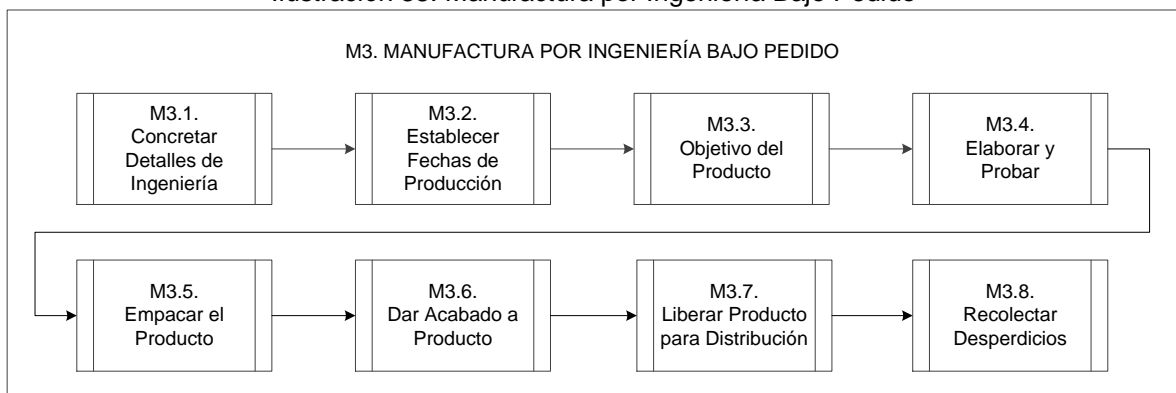 M3. MANUFACTURA POR INGENIERÍA BAJO PEDIDO
M3.1.
Concretar
Detalles de
Ingeniería
M3.2.
Establecer
Fechas de
Producción
M3.3.
Objetivo del
Producto
M3.4.
Elaborar y
Probar
M3.5.
Empacar el
Producto
M3.6.
Dar Acabado a
Producto
M3.7.
Liberar Producto
para Distribución
M3.8.
Recolectar
Desperdicios